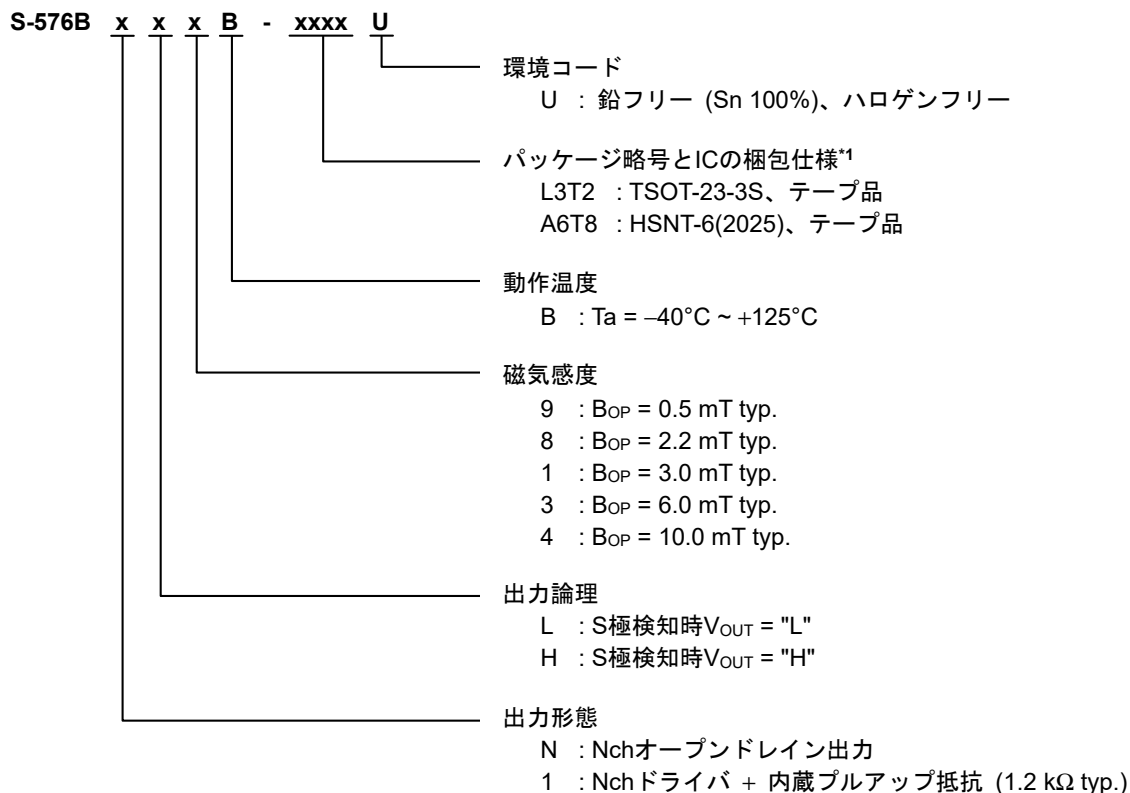 S-576B x x x B - xxxx U
環境コード
U : 鉛フリー (Sn 100%)、ハロゲンフリー
パッケージ略号とICの梱包仕様*1
L3T2 : TSOT-23-3S、テープ品
A6T8 : HSNT-6(2025)、テープ品
動作温度
B : Ta = −40°C ~ +125°C
磁気感度
9 : BOP = 0.5 mT typ.
8 : BOP = 2.2 mT typ.
1 : BOP = 3.0 mT typ.
3 : BOP = 6.0 mT typ.
4 : BOP = 10.0 mT typ.
出力論理
L : S極検知時VOUT = "L"
H : S極検知時VOUT = "H"
出力形態
N : Nchオープンドレイン出力
1 : Nchドライバ + 内蔵プルアップ抵抗 (1.2 kΩ typ.)